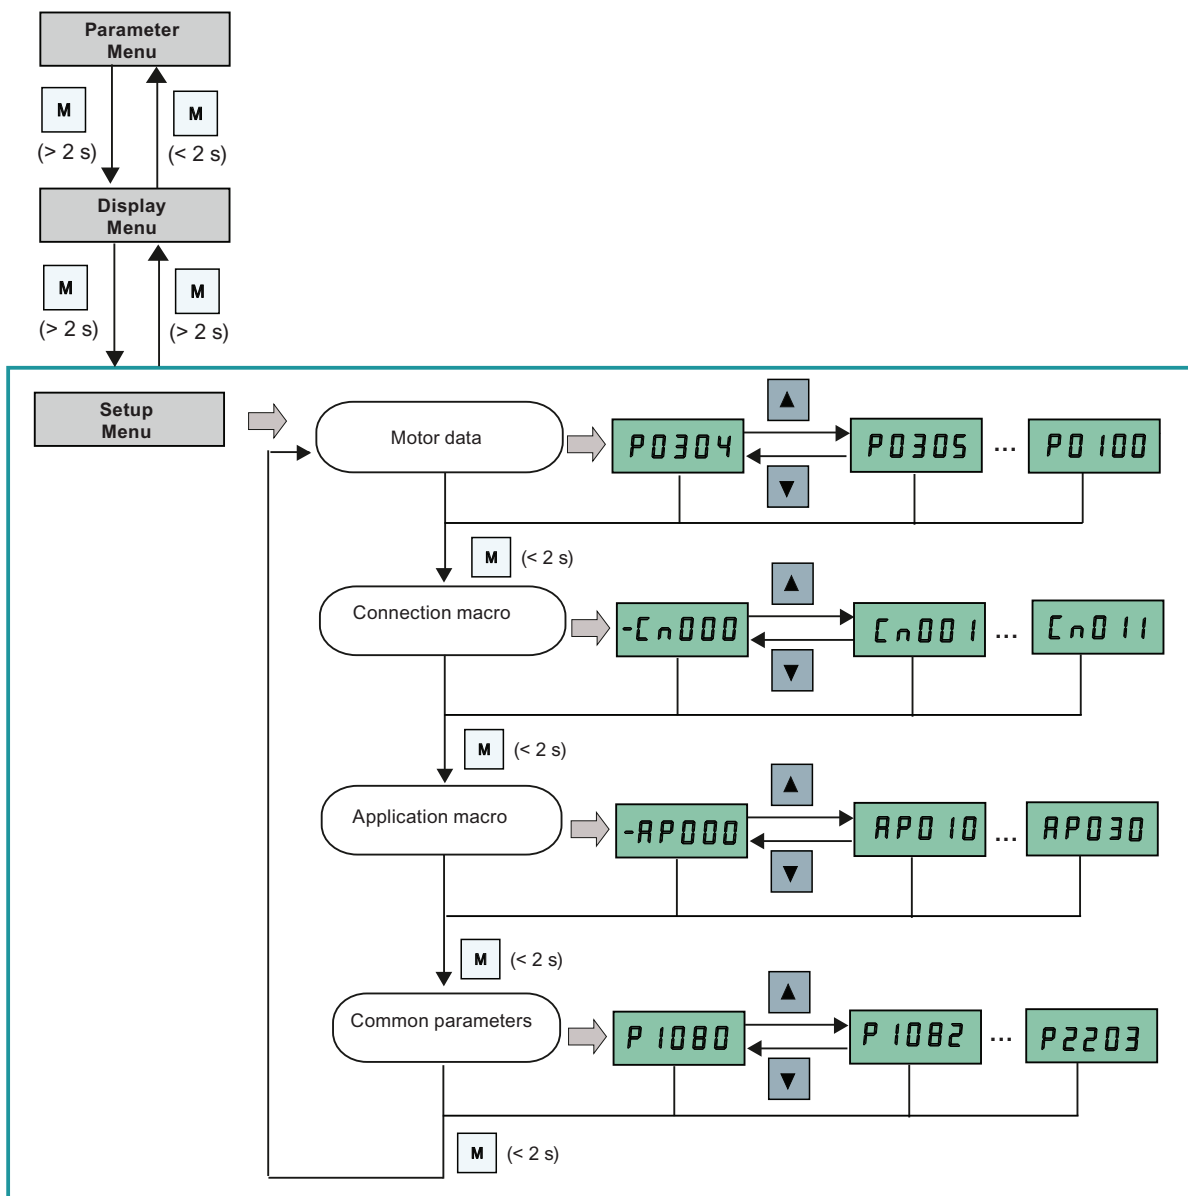 Parameter
Menu
M
M
(> 2 s)
(< 2 s)
Display
Menu
M
M
(> 2 s)
(> 2 s)
Setup
Menu
Motor data
P0304
P0305
...
P0100
M (< 2 s)
Connection macro
-Cn000
Cn001
...
Cn011
M (< 2 s)
Application macro
-AP000
AP010
...
AP030
M (< 2 s)
Common parameters
P1080
P1082
...
P2203
M (< 2 s)